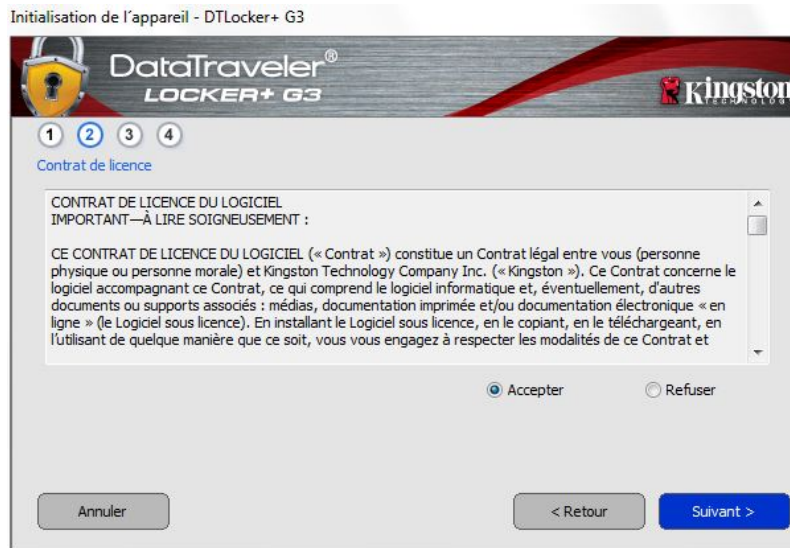 Initialisation de l´appareil - DTLocker+ G3
DataTraveler®
LOCKER+ G3
Kingston
TECHNOLOGY
1 2 3 4
Contrat de licence
CONTRAT DE LICENCE DU LOGICIEL
IMPORTANT—À LIRE SOIGNEUSEMENT :
CE CONTRAT DE LICENCE DU LOGICIEL (« Contrat ») constitue un Contrat légal entre vous (personne
physique ou personne morale) et Kingston Technology Company Inc. (« Kingston »). Ce Contrat concerne le
logiciel accompagnant ce Contrat, ce qui comprend le logiciel informatique et, éventuellement, d'autres
documents ou supports associés : médias, documentation imprimée et/ou documentation électronique « en
ligne » (le Logiciel sous licence). En installant le Logiciel sous licence, en le copiant, en le téléchargeant, en
l'utilisant de quelque manière que ce soit, vous vous engagez à respecter les modalités de ce Contrat et
Accepter Refuser
Annuler < Retour Suivant >